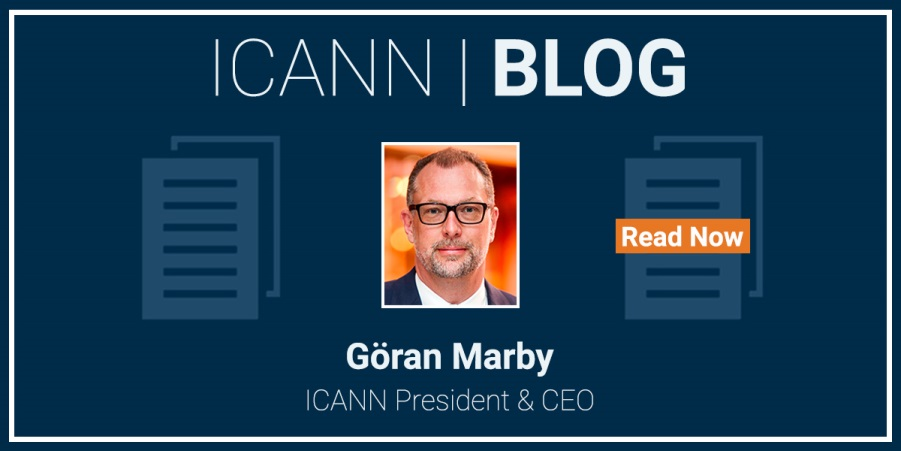 ICANN | BLOG
Read Now
Göran Marby
ICANN President & CEO